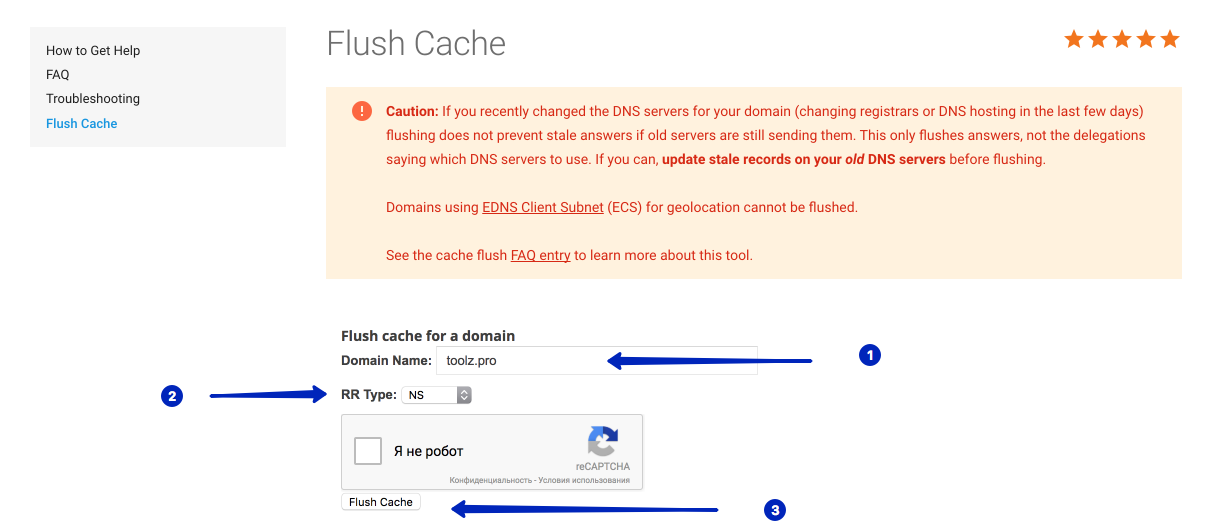 How to Get Help
FAQ
Troubleshooting
Flush Cache
Flush Cache
Caution: If you recently changed the DNS servers for your domain (changing registrars or DNS hosting in the last few days)
flushing does not prevent stale answers if old servers are still sending them. This only flushes answers, not the delegations
saying which DNS servers to use. If you can, update stale records on your old DNS servers before flushing.
Domains using EDNS Client Subnet (ECS) for geolocation cannot be flushed.
See the cache flush FAQ entry to learn more about this tool.
Flush cache for a domain
Domain Name: toolz.pro
1
2
RR Type: NS
Я не робот
reCAPTCHA
Конфиденциальность - Условия использования
Flush Cache
3